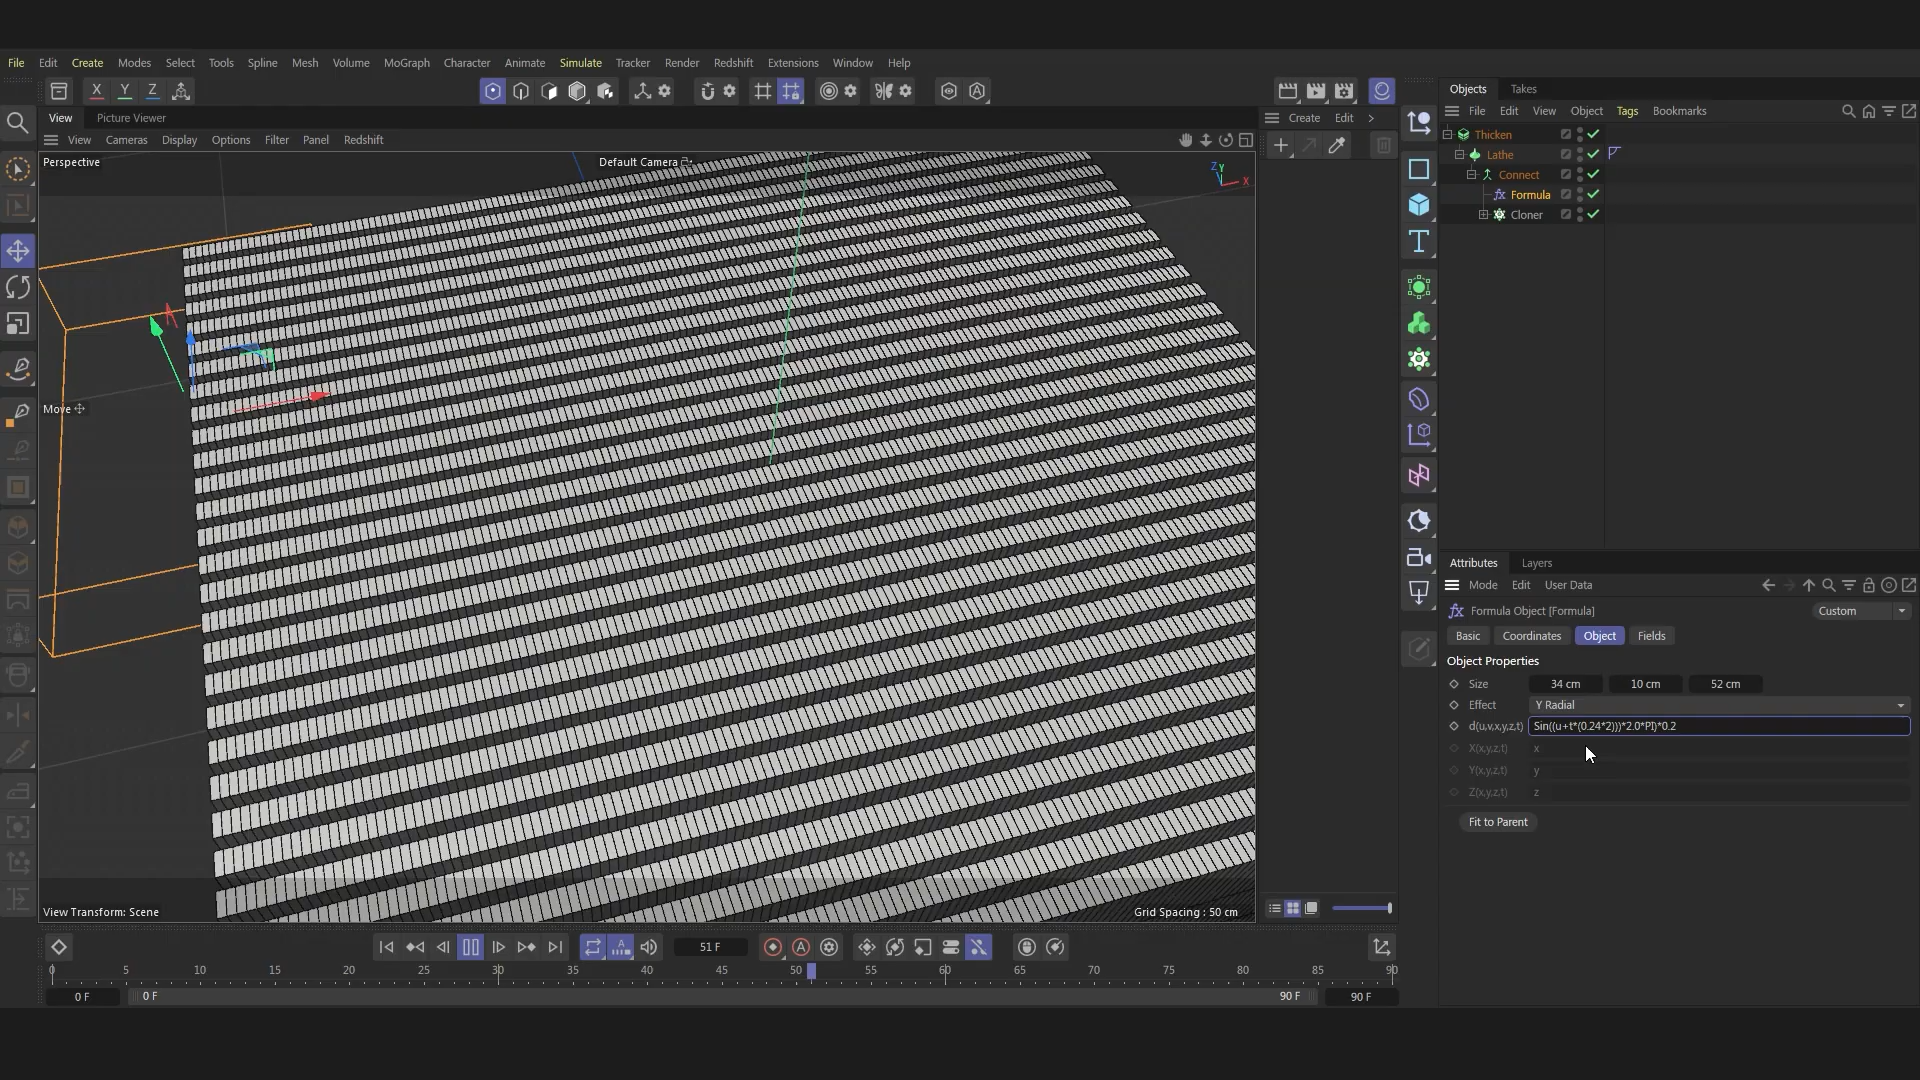 File Edit Create Modes Select Tools Spline Mesh Volume MoGraph Character Simulate Tracker Render Redshift Extensions Window Help
X Y Z
View Picture Viewer
View Cameras Display Options Filter Panel Redshift
Perspective
Default Camera
Z Y X
Move
View Transform: Scene
Grid Spacing : 50 cm
Create Edit
Objects Takes
File Edit View Object Tags Bookmarks
Thicken
Lathe
Connect
Formula
Cloner
Attributes Layers
Mode Edit User Data
Formula Object [Formula]
Custom
Basic Coordinates Object Fields
Object Properties
Size 34 cm 10 cm 52 cm
Effect Y Radial
d(u,v,x,y,z,t) Sin((u+t*(0.24*2)))*2.0*PI)*0.2
X(x,y,z,t) x
Y(x,y,z,t) y
Z(x,y,z,t) z
Fit to Parent
51 F
0 5 10 15 20 25 30 35 40 45 50 55 60 65 70 75 80 85 90
0 F 0 F 90 F 90 F